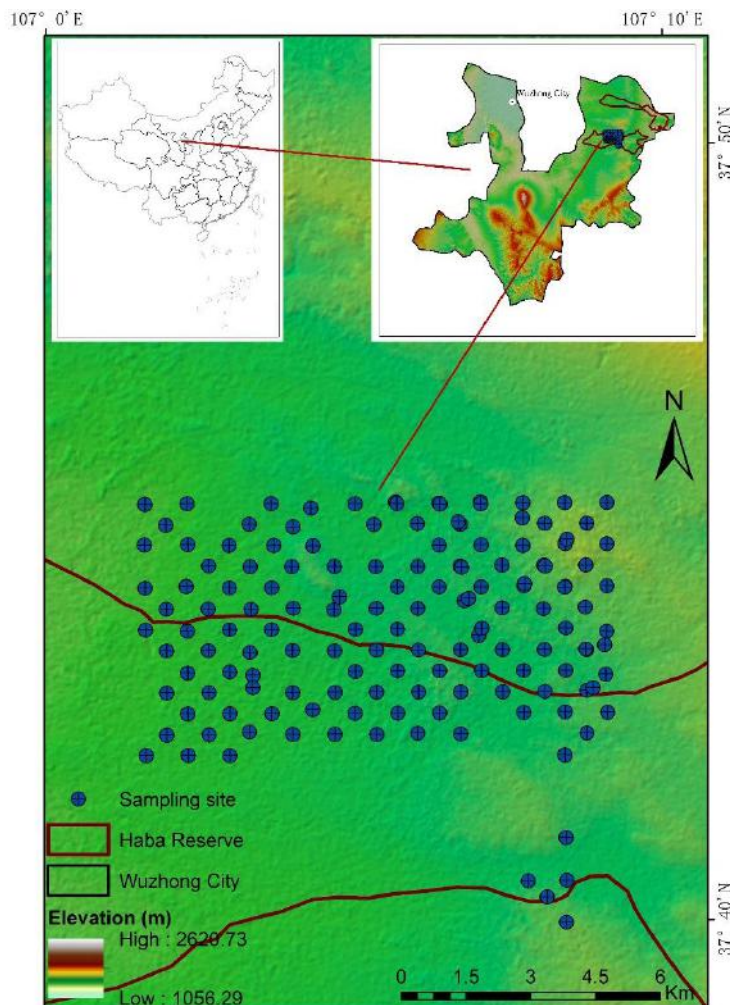 107° 0′ E
107° 10′ E
Wuzhong City
37° 50′ N
N
Sampling site
Haba Reserve
Wuzhong City
Elevation (m)
High : 2620.73
Low : 1056.29
37° 40′ N
0 1.5 3 4.5 6
Km